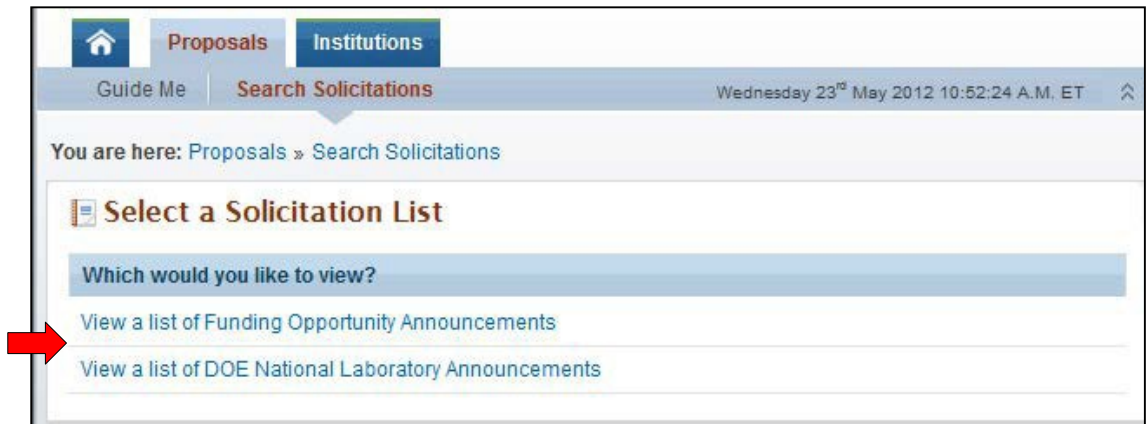 Proposals Institutions
Guide Me Search Solicitations Wednesday 23rd May 2012 10:52:24 A.M. ET
You are here: Proposals » Search Solicitations
Select a Solicitation List
Which would you like to view?
View a list of Funding Opportunity Announcements
View a list of DOE National Laboratory Announcements